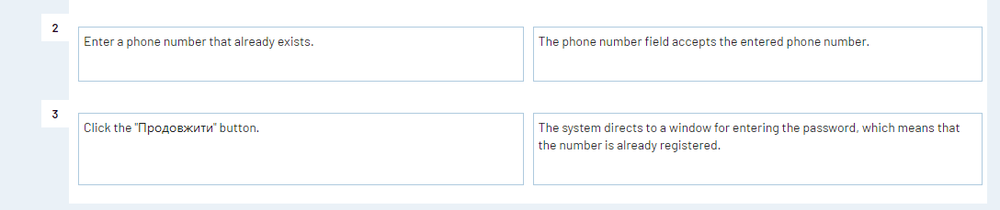 2
Enter a phone number that already exists.
The phone number field accepts the entered phone number.
3
Click the "Продовжити" button.
The system directs to a window for entering the password, which means that
the number is already registered.